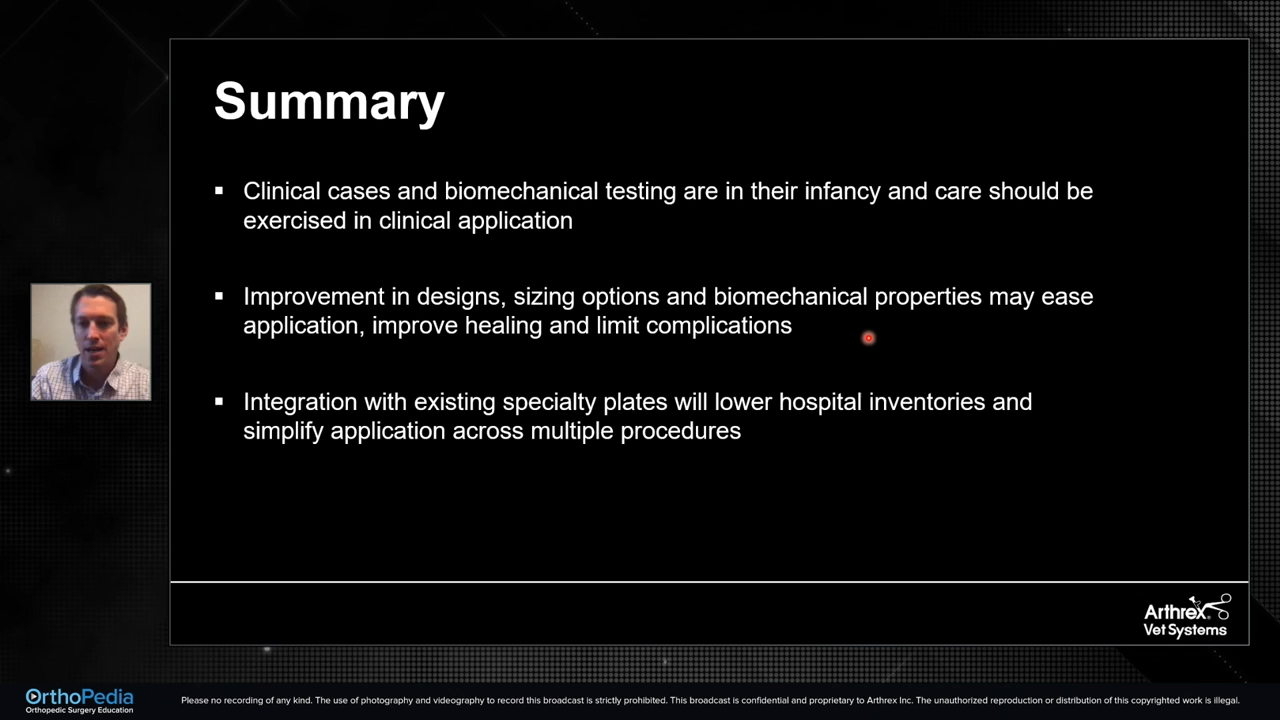 Summary
▪ Clinical cases and biomechanical testing are in their infancy and care should be
exercised in clinical application
▪ Improvement in designs, sizing options and biomechanical properties may ease
application, improve healing and limit complications
▪ Integration with existing specialty plates will lower hospital inventories and
simplify application across multiple procedures
Arthrex
Vet Systems
OrthoPedia
Orthopedic Surgery Education
Please no recording of any kind. The use of photography and videography to record this broadcast is strictly prohibited. This broadcast is confidential and proprietary to Arthrex Inc. The unauthorized reproduction or distribution of this copyrighted work is illegal.